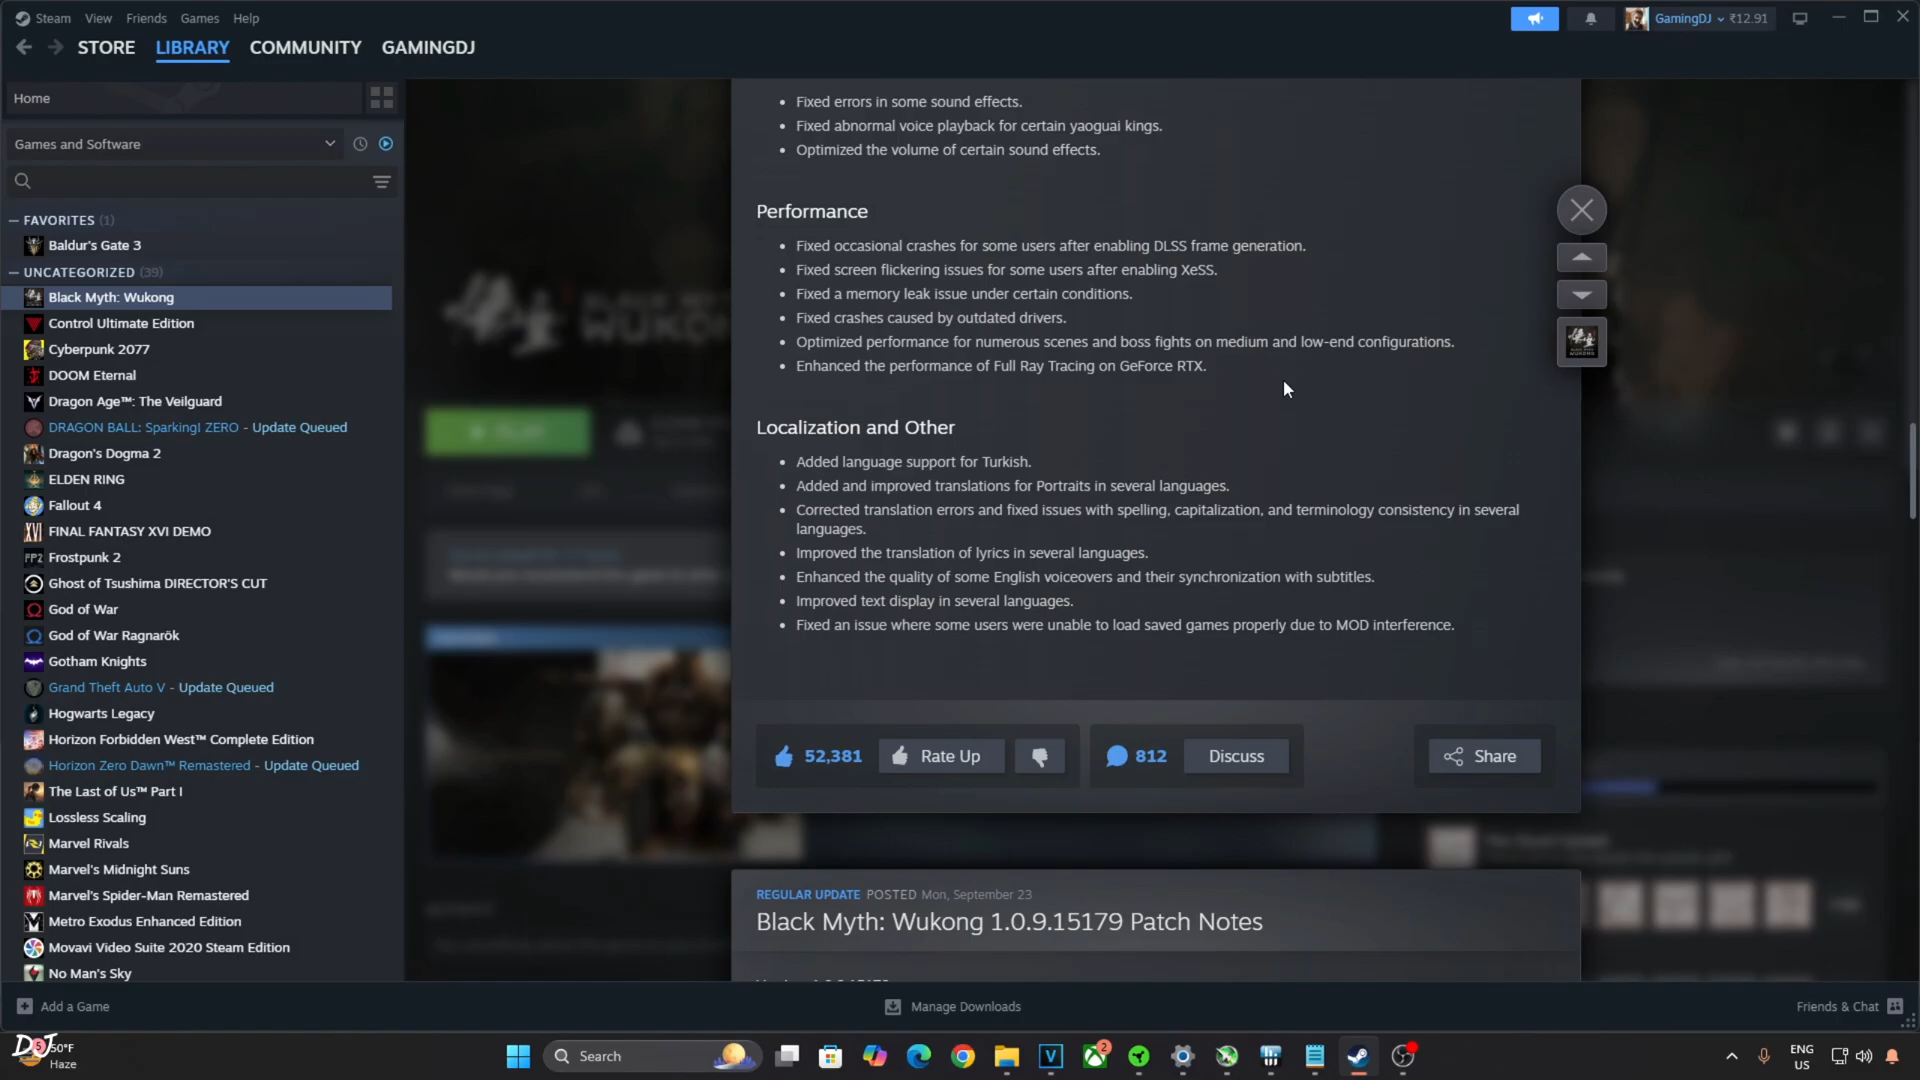 Steam View Friends Games Help
GamingDJ ₹12.91
STORE LIBRARY COMMUNITY GAMINGDJ
Home
Games and Software
FAVORITES (1)
Baldur's Gate 3
UNCATEGORIZED (39)
Black Myth: Wukong
Control Ultimate Edition
Cyberpunk 2077
DOOM Eternal
Dragon Age™: The Veilguard
DRAGON BALL: Sparking! ZERO - Update Queued
Dragon's Dogma 2
ELDEN RING
Fallout 4
FINAL FANTASY XVI DEMO
Frostpunk 2
Ghost of Tsushima DIRECTOR'S CUT
God of War
God of War Ragnarök
Gotham Knights
Grand Theft Auto V - Update Queued
Hogwarts Legacy
Horizon Forbidden West™ Complete Edition
Horizon Zero Dawn™ Remastered - Update Queued
The Last of Us™ Part I
Lossless Scaling
Marvel Rivals
Marvel's Midnight Suns
Marvel's Spider-Man Remastered
Metro Exodus Enhanced Edition
Movavi Video Suite 2020 Steam Edition
No Man's Sky
Fixed errors in some sound effects.
Fixed abnormal voice playback for certain yaoguai kings.
Optimized the volume of certain sound effects.
Performance
Fixed occasional crashes for some users after enabling DLSS frame generation.
Fixed screen flickering issues for some users after enabling XeSS.
Fixed a memory leak issue under certain conditions.
Fixed crashes caused by outdated drivers.
Optimized performance for numerous scenes and boss fights on medium and low-end configurations.
Enhanced the performance of Full Ray Tracing on GeForce RTX.
Localization and Other
Added language support for Turkish.
Added and improved translations for Portraits in several languages.
Corrected translation errors and fixed issues with spelling, capitalization, and terminology consistency in several
languages.
Improved the translation of lyrics in several languages.
Enhanced the quality of some English voiceovers and their synchronization with subtitles.
Improved text display in several languages.
Fixed an issue where some users were unable to load saved games properly due to MOD interference.
52,381 Rate Up 812 Discuss Share
REGULAR UPDATE POSTED Mon, September 23
Black Myth: Wukong 1.0.9.15179 Patch Notes
Add a Game
Manage Downloads
Friends & Chat
DJ
50°F
Haze
Search
2
ENG
US